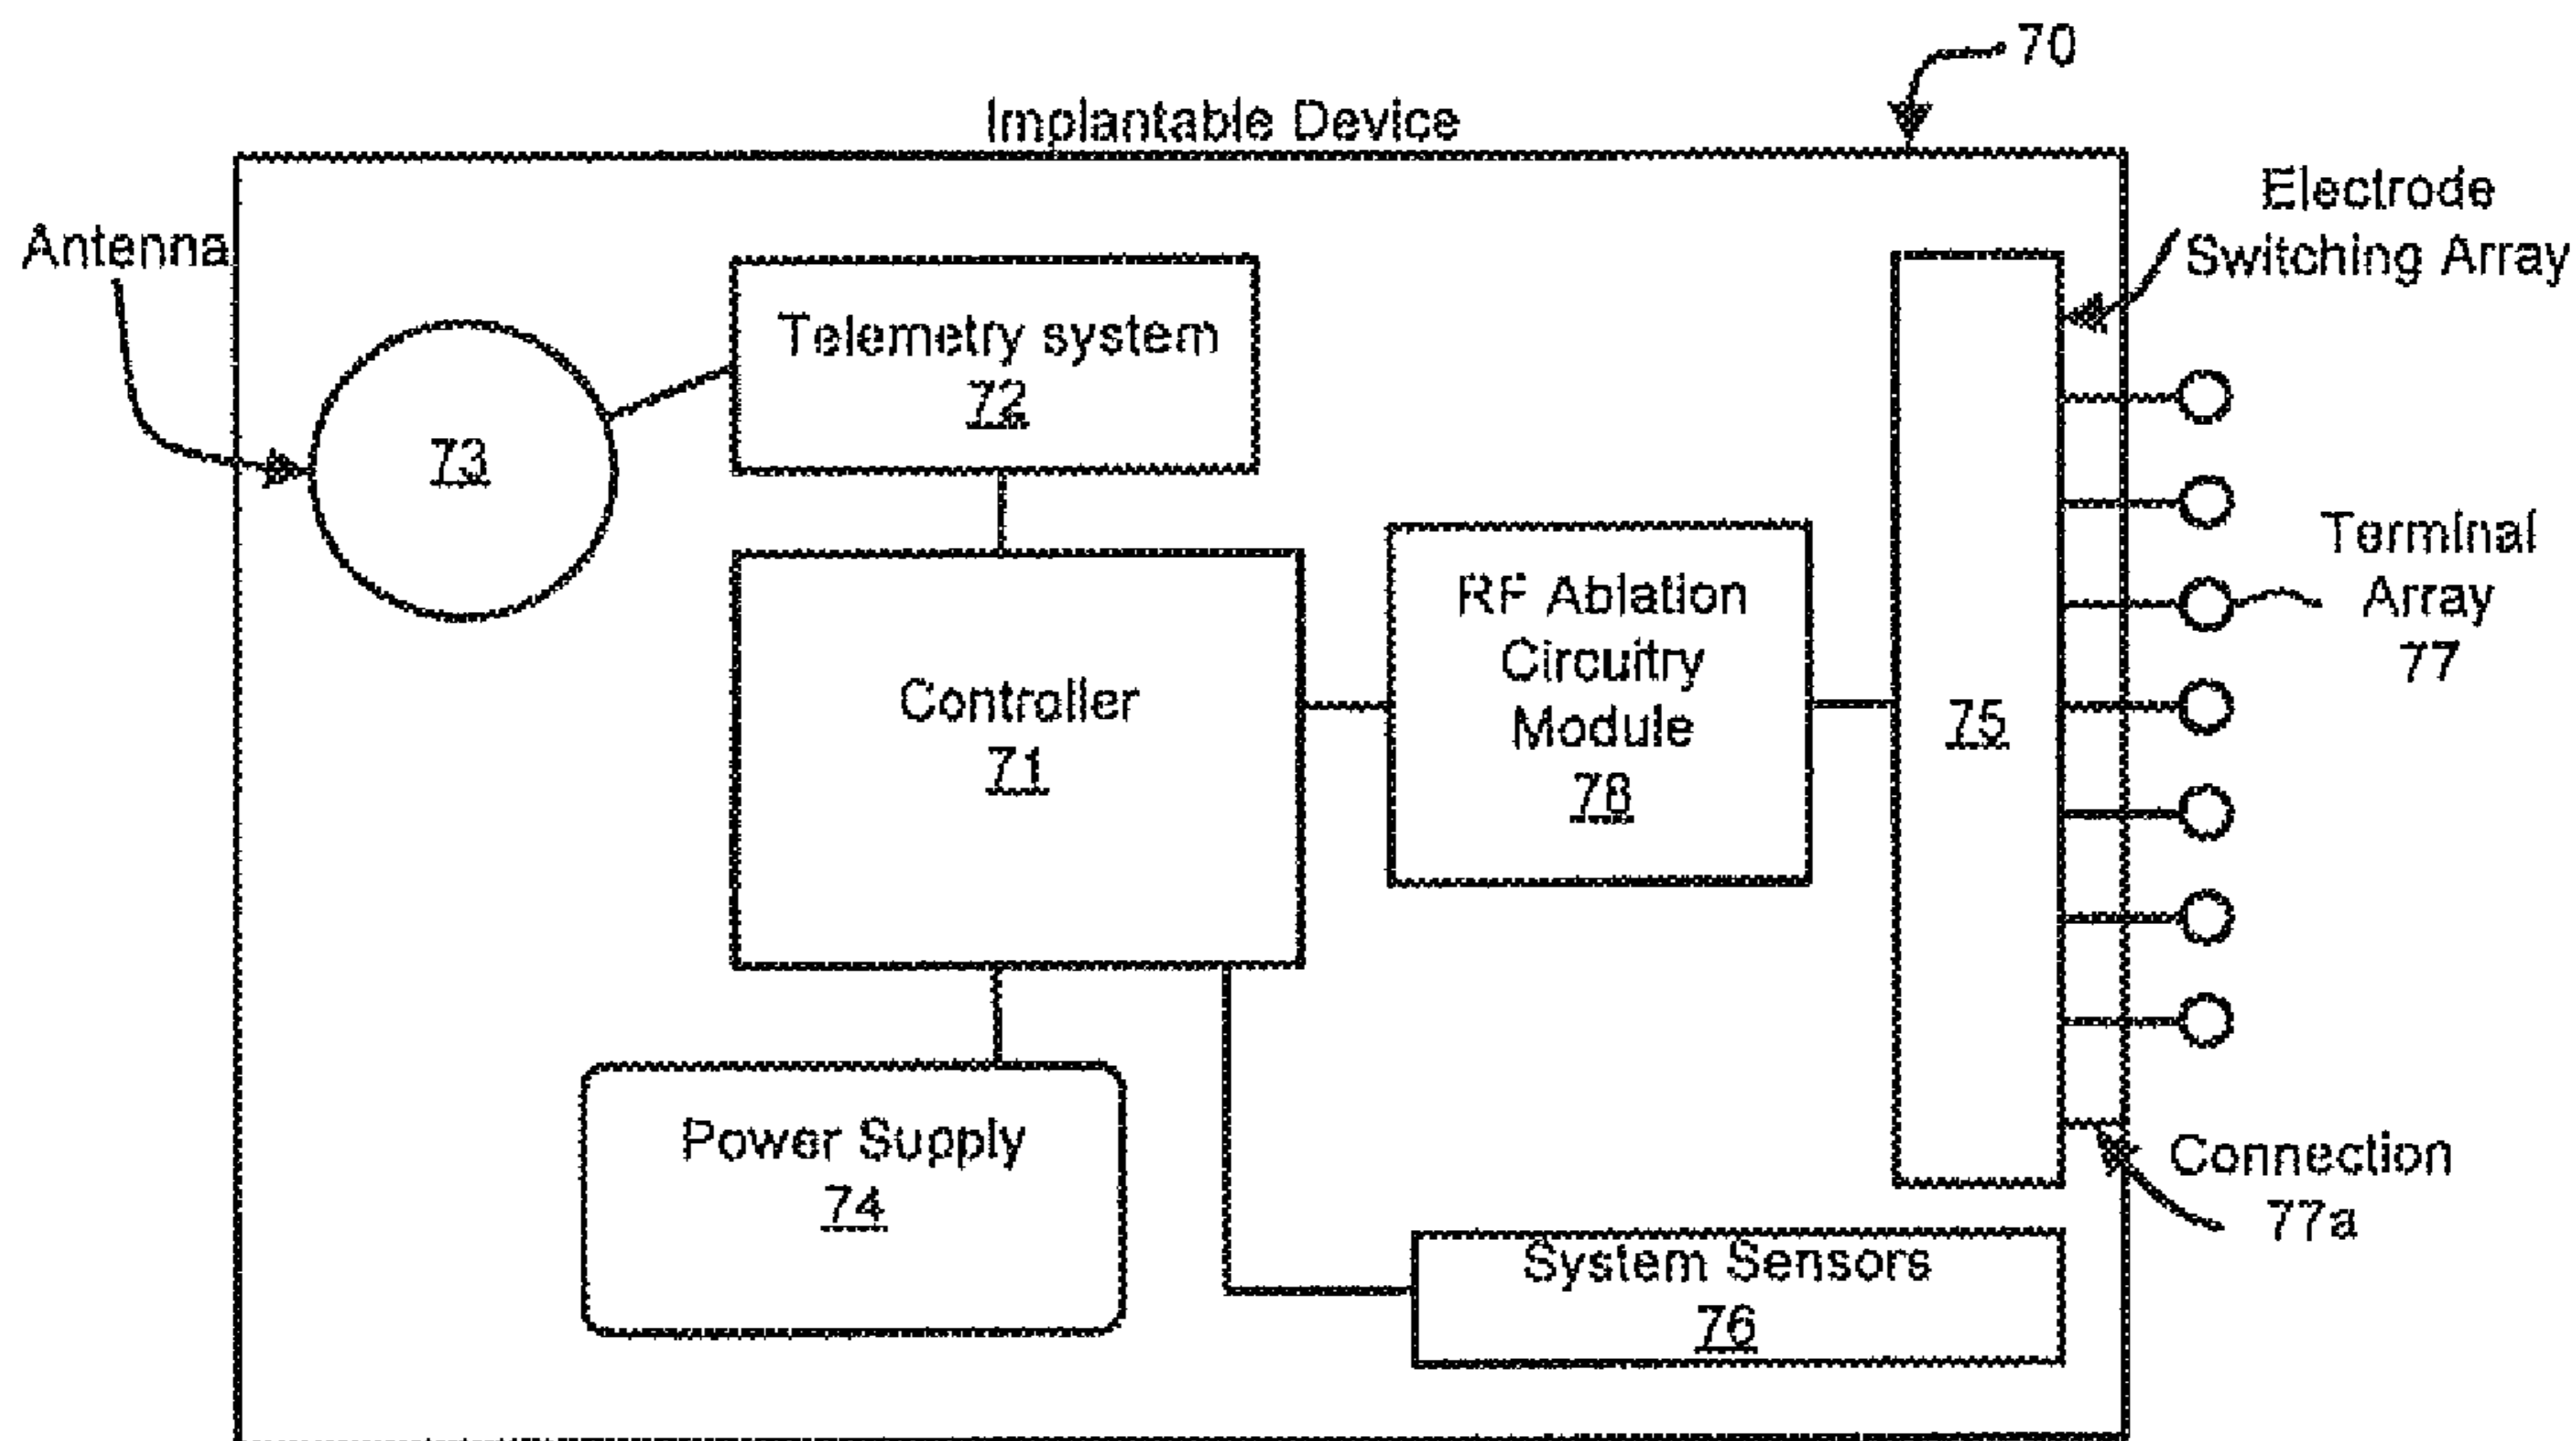 70
Implantable Device
Electrode
Switching Array
Antenna
Telemetry system
72
73
Terminal
Array
77
RF Ablation
Circuitry
Module
78
Controller
71
75
Power Supply
74
Connection
77a
System Sensors
76